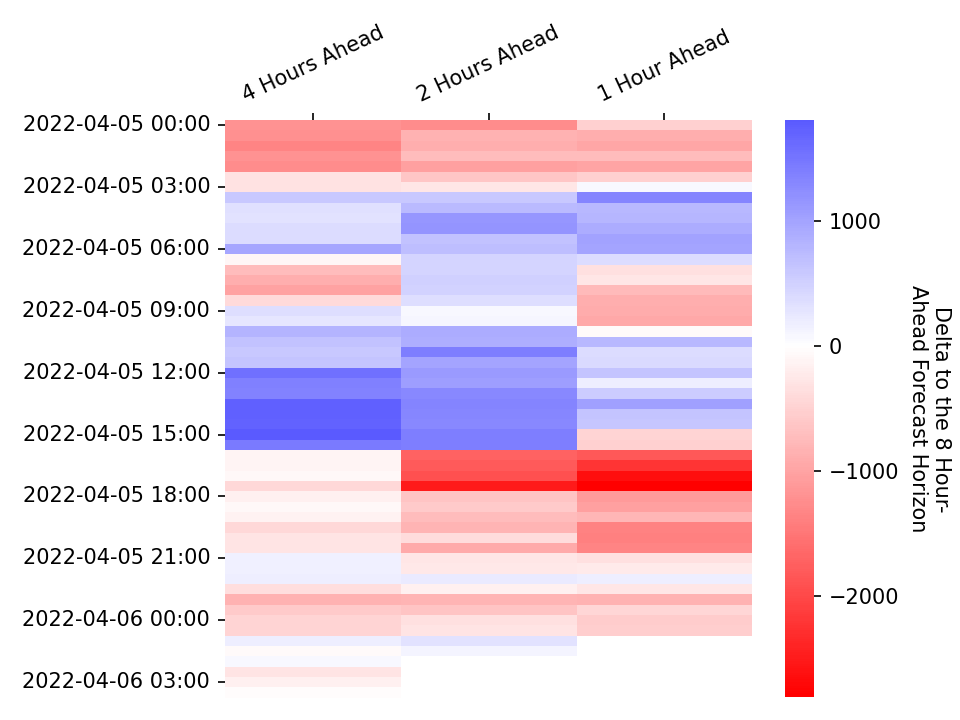 4 Hours Ahead
2 Hours Ahead
1 Hour Ahead
2022-04-05 00:00
2022-04-05 03:00
2022-04-05 06:00
2022-04-05 09:00
2022-04-05 12:00
2022-04-05 15:00
2022-04-05 18:00
2022-04-05 21:00
2022-04-06 00:00
2022-04-06 03:00
1000
0
−1000
−2000
Delta to the 8 Hour-
Ahead Forecast Horizon